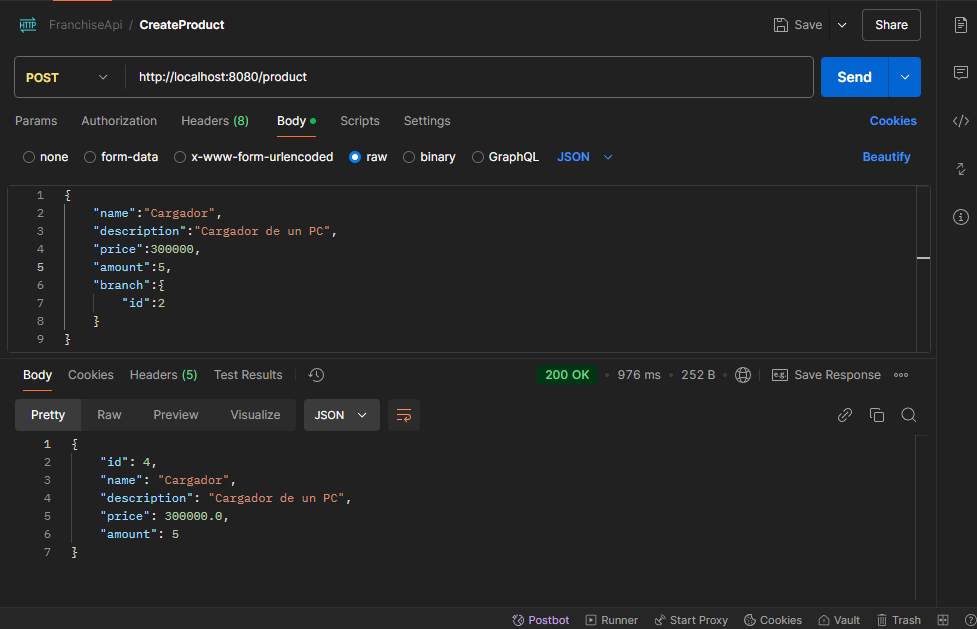 HTTP FranchiseApi / CreateProduct Save Share
POST http://localhost:8080/product Send
Params Authorization Headers (8) Body Scripts Settings Cookies
none form-data x-www-form-urlencoded raw binary GraphQL JSON Beautify
1 {
2 "name":"Cargador",
3 "description":"Cargador de un PC",
4 "price":300000,
5 "amount":5,
6 "branch":{
7 "id":2
8 }
9 }
Body Cookies Headers (5) Test Results 200 OK • 976 ms • 252 B • e.g. Save Response
Pretty Raw Preview Visualize JSON
1 {
2 "id": 4,
3 "name": "Cargador",
4 "description": "Cargador de un PC",
5 "price": 300000.0,
6 "amount": 5
7 }
Postbot Runner Start Proxy Cookies Vault Trash